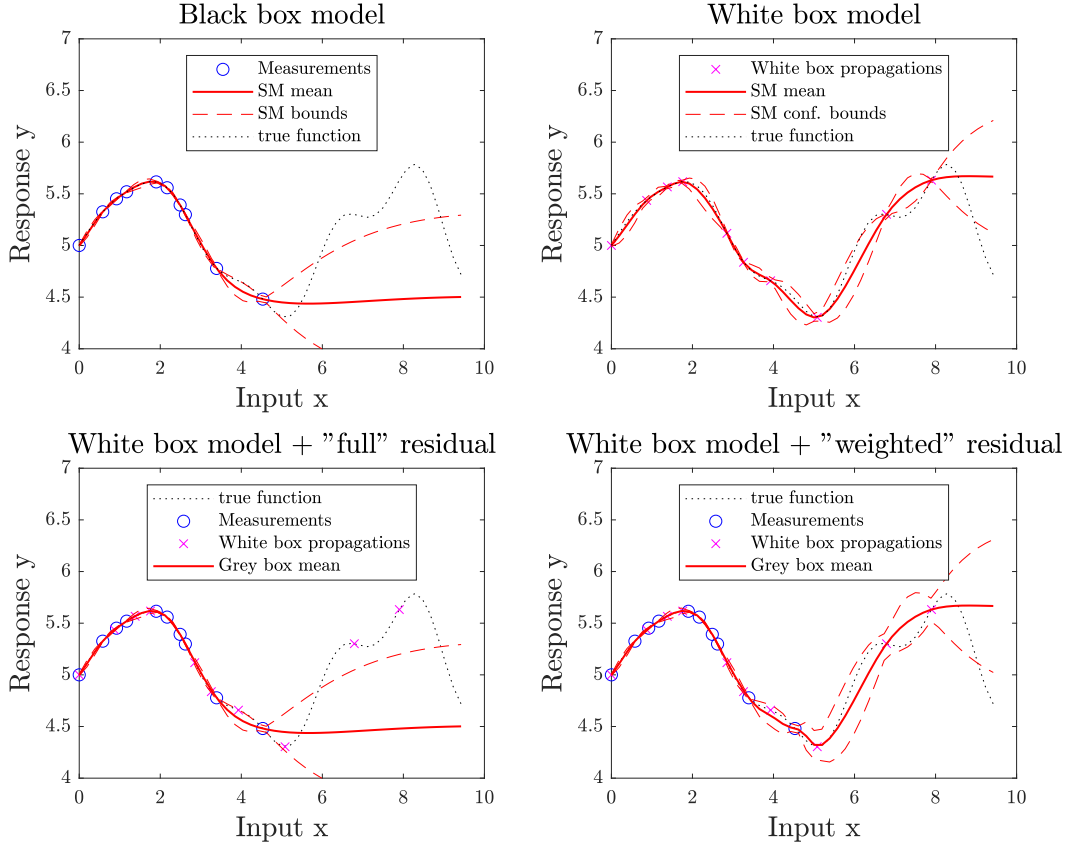 Black box model
7
6.5
6
5.5
5
4.5
4
Response y
Measurements
SM mean
SM bounds
true function
0 2 4 6 8 10
Input x
White box model
7
6.5
6
5.5
5
4.5
4
Response y
White box propagations
SM mean
SM conf. bounds
true function
0 2 4 6 8 10
Input x
White box model + "full" residual
7
6.5
6
5.5
5
4.5
4
Response y
true function
Measurements
White box propagations
Grey box mean
0 2 4 6 8 10
Input x
White box model + "weighted" residual
7
6.5
6
5.5
5
4.5
4
Response y
true function
Measurements
White box propagations
Grey box mean
0 2 4 6 8 10
Input x